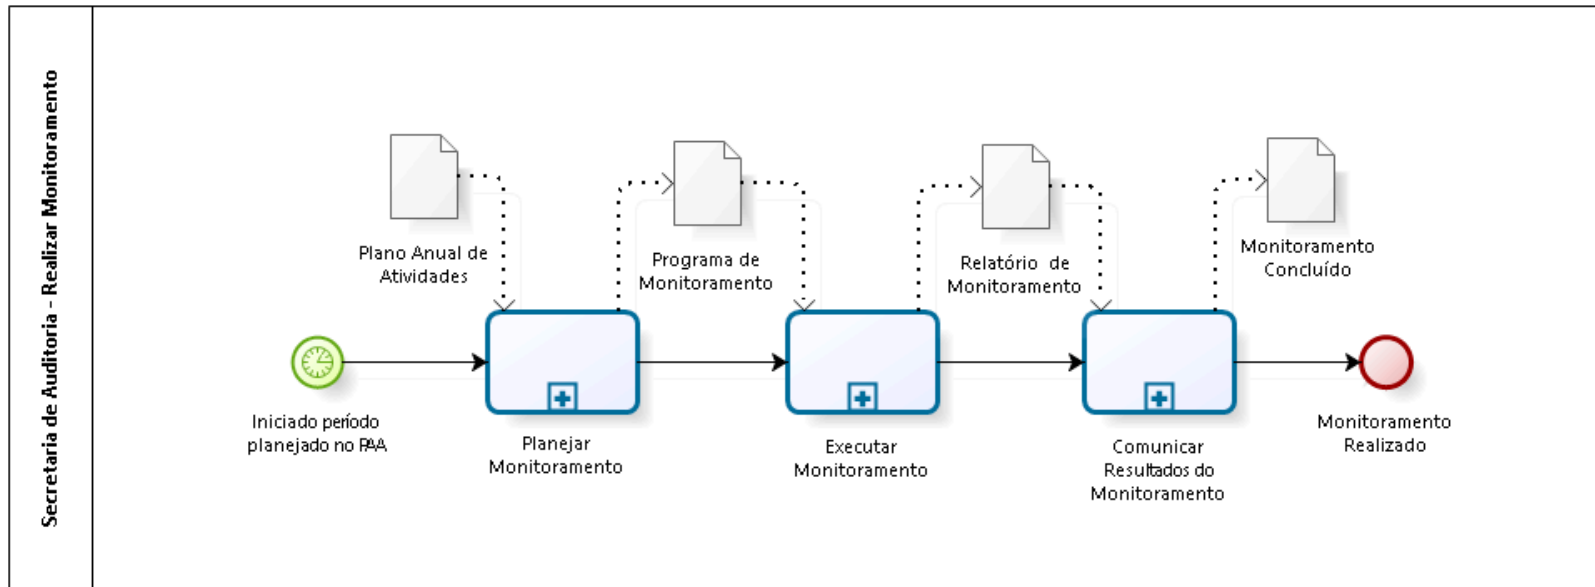 Secretaria de Auditoria - Realizar Monitoramento
Plano Anual de
Atividades
Programa de
Monitoramento
Relatório de
Monitoramento
Monitoramento
Concluído
Iniciado período
planejado no PAA
Planejar
Monitoramento
Executar
Monitoramento
Comunicar
Resultados do
Monitoramento
Monitoramento
Realizado